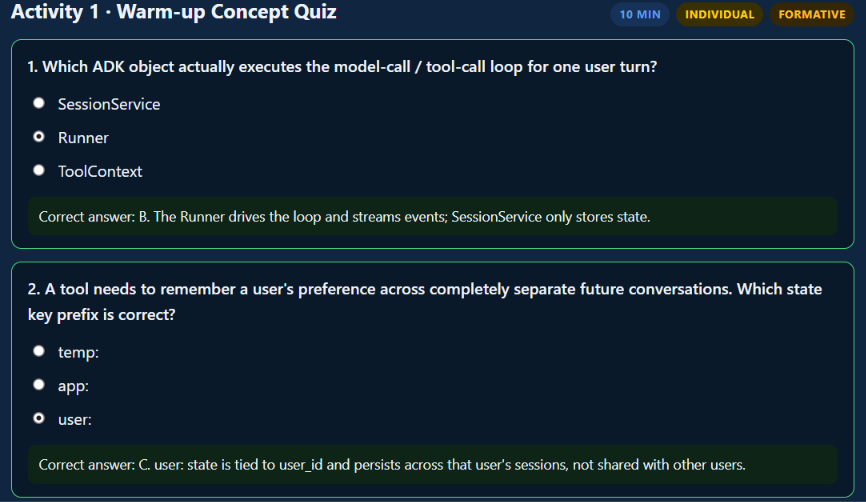 Activity 1 · Warm-up Concept Quiz
10 MIN
INDIVIDUAL
FORMATIVE
1. Which ADK object actually executes the model-call / tool-call loop for one user turn?
SessionService
Runner
ToolContext
Correct answer: B. The Runner drives the loop and streams events; SessionService only stores state.
2. A tool needs to remember a user's preference across completely separate future conversations. Which state
key prefix is correct?
temp:
app:
user:
Correct answer: C. user: state is tied to user_id and persists across that user's sessions, not shared with other users.